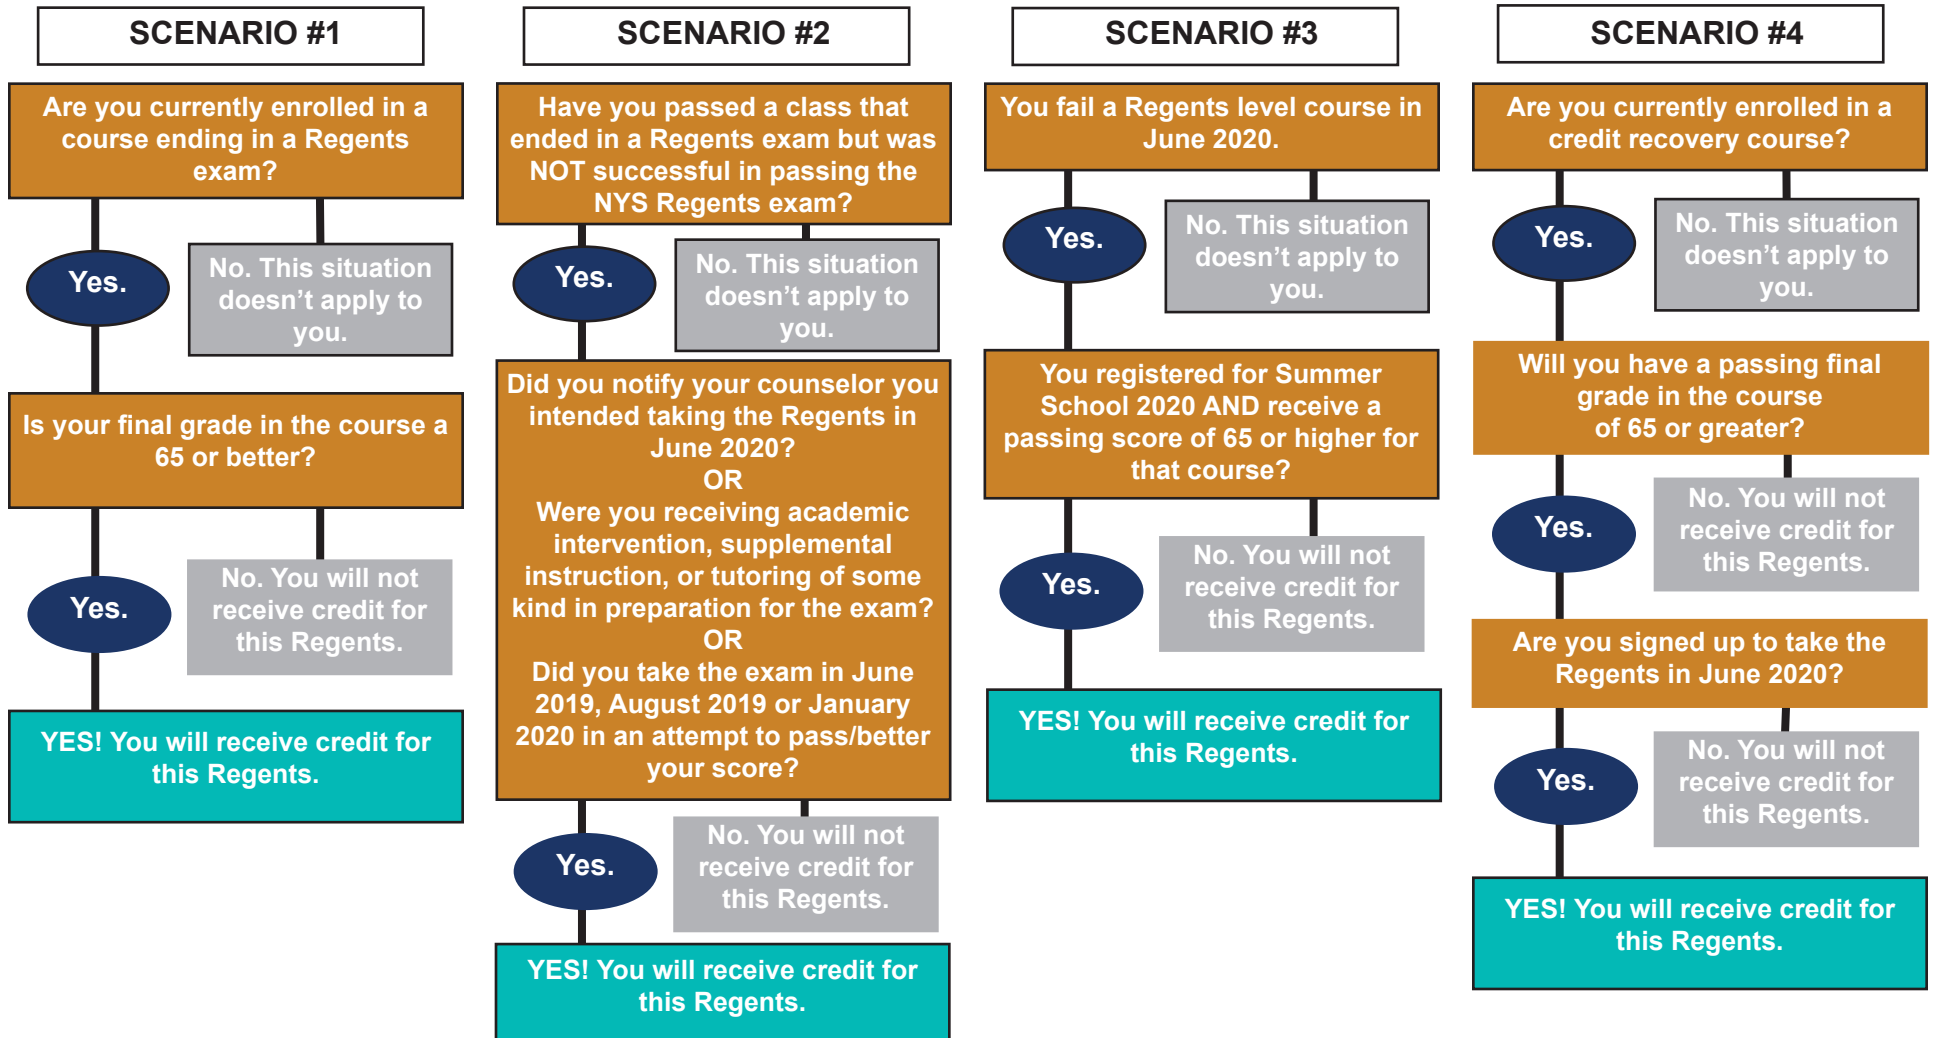 SCENARIO #1
Are you currently enrolled in a
course ending in a Regents
exam?
Yes.
No. This situation
doesn’t apply to
you.
Is your final grade in the course a
65 or better?
Yes.
No. You will not
receive credit for
this Regents.
YES! You will receive credit for
this Regents.
SCENARIO #2
Have you passed a class that
ended in a Regents exam but was
NOT successful in passing the
NYS Regents exam?
Yes.
No. This situation
doesn’t apply to
you.
Did you notify your counselor you
intended taking the Regents in
June 2020?
OR
Were you receiving academic
intervention, supplemental
instruction, or tutoring of some
kind in preparation for the exam?
OR
Did you take the exam in June
2019, August 2019 or January
2020 in an attempt to pass/better
your score?
Yes.
No. You will not
receive credit for
this Regents.
YES! You will receive credit for
this Regents.
SCENARIO #3
You fail a Regents level course in
June 2020.
Yes.
No. This situation
doesn’t apply to
you.
You registered for Summer
School 2020 AND receive a
passing score of 65 or higher for
that course?
Yes.
No. You will not
receive credit for
this Regents.
YES! You will receive credit for
this Regents.
SCENARIO #4
Are you currently enrolled in a
credit recovery course?
Yes.
No. This situation
doesn’t apply to
you.
Will you have a passing final
grade in the course
of 65 or greater?
Yes.
No. You will not
receive credit for
this Regents.
Are you signed up to take the
Regents in June 2020?
Yes.
No. You will not
receive credit for
this Regents.
YES! You will receive credit for
this Regents.